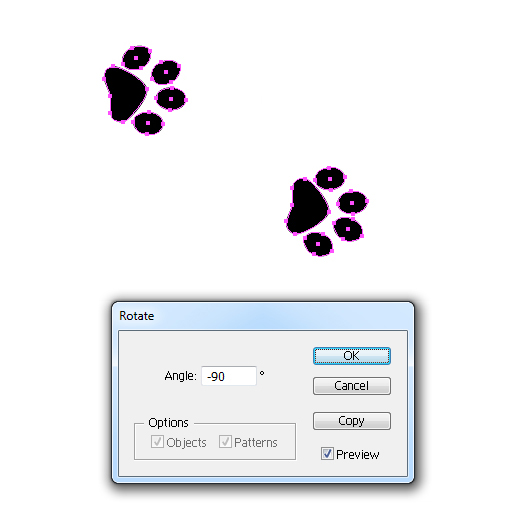 Rotate
Angle: -90 °
OK
Cancel
Copy
Options
Objects Patterns
Preview